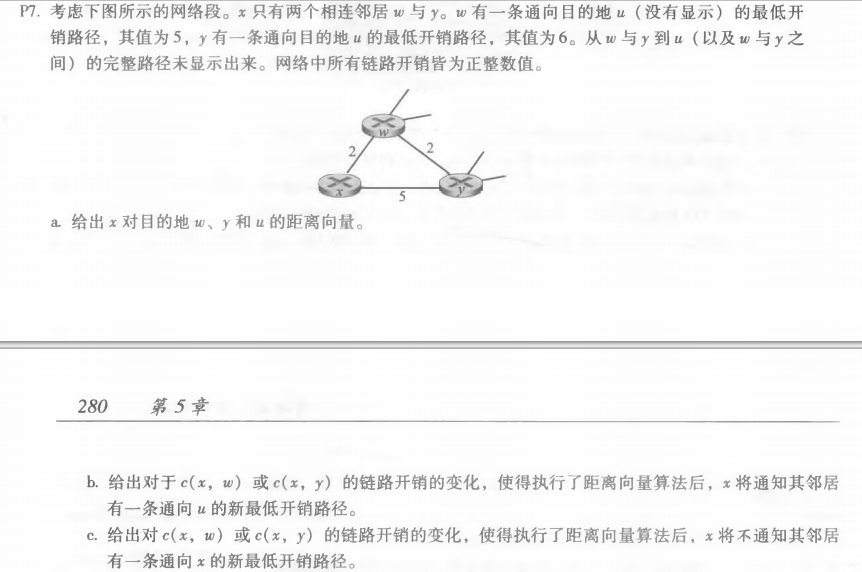 P7. 考虑下图所示的网络段。x 只有两个相连邻居 w 与 y。w 有一条通向目的地 u（没有显示）的最低开
销路径，其值为 5，y 有一条通向目的地 u 的最低开销路径，其值为6。从 w 与 y 到 u（以及 w 与 y 之
间）的完整路径未显示出来。网络中所有链路开销皆为正整数值。
w
2
2
x
5
y
a. 给出 x 对目的地 w、y 和 u 的距离向量。
280 第 5 章
b. 给出对于 c(x, w) 或 c(x, y) 的链路开销的变化，使得执行了距离向量算法后，x 将通知其邻居
有一条通向 u 的新最低开销路径。
c. 给出对 c(x, w) 或 c(x, y) 的链路开销的变化，使得执行了距离向量算法后，x 将不通知其邻居
有一条通向 x 的新最低开销路径。